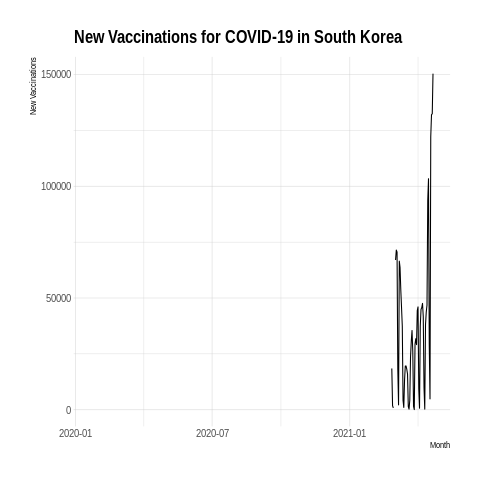 New Vaccinations for COVID-19 in South Korea
New Vaccinations
150000
100000
50000
0
2020-01 2020-07 2021-01
Month